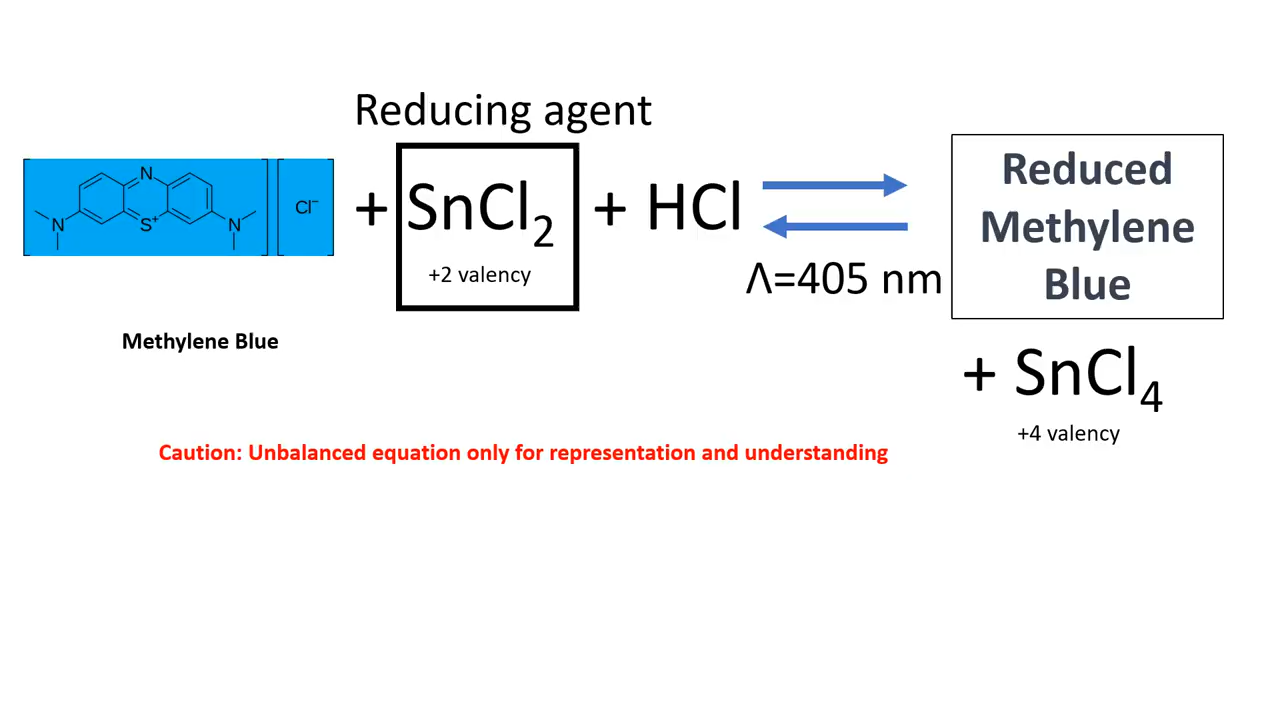 Reducing agent
N
N
S+
N
Cl−
+ SnCl2 + HCl
+2 valency
Λ=405 nm
Reduced
Methylene
Blue
Methylene Blue
+ SnCl4
+4 valency
Caution: Unbalanced equation only for representation and understanding